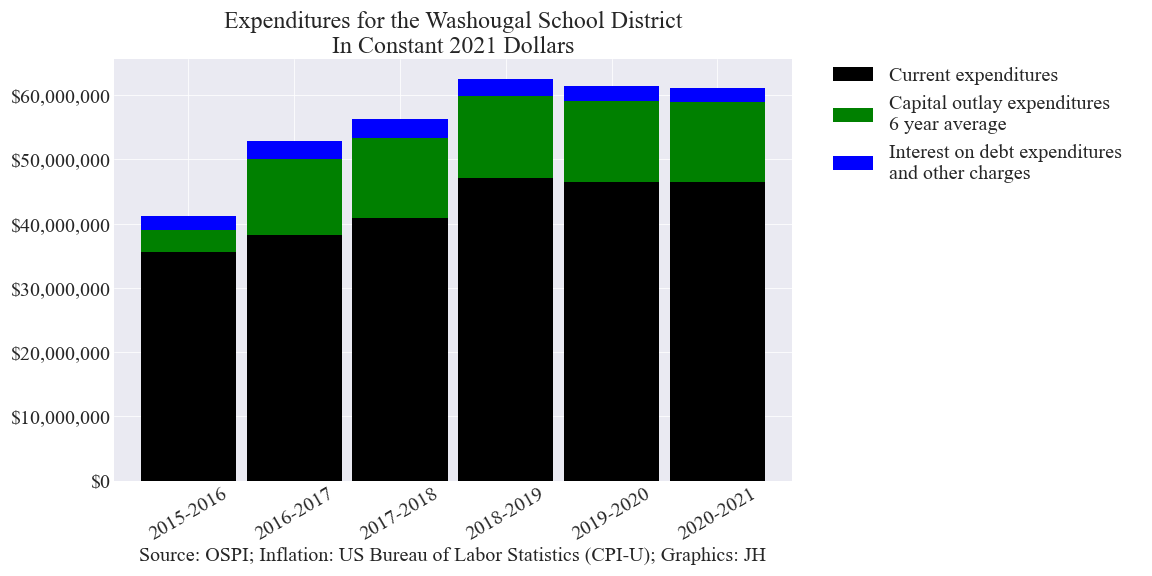 Expenditures for the Washougal School District
In Constant 2021 Dollars
Current expenditures
Capital outlay expenditures
6 year average
Interest on debt expenditures
and other charges
$60,000,000
$50,000,000
$40,000,000
$30,000,000
$20,000,000
$10,000,000
$0
2015-2016
2016-2017
2017-2018
2018-2019
2019-2020
2020-2021
Source: OSPI; Inflation: US Bureau of Labor Statistics (CPI-U); Graphics: JH